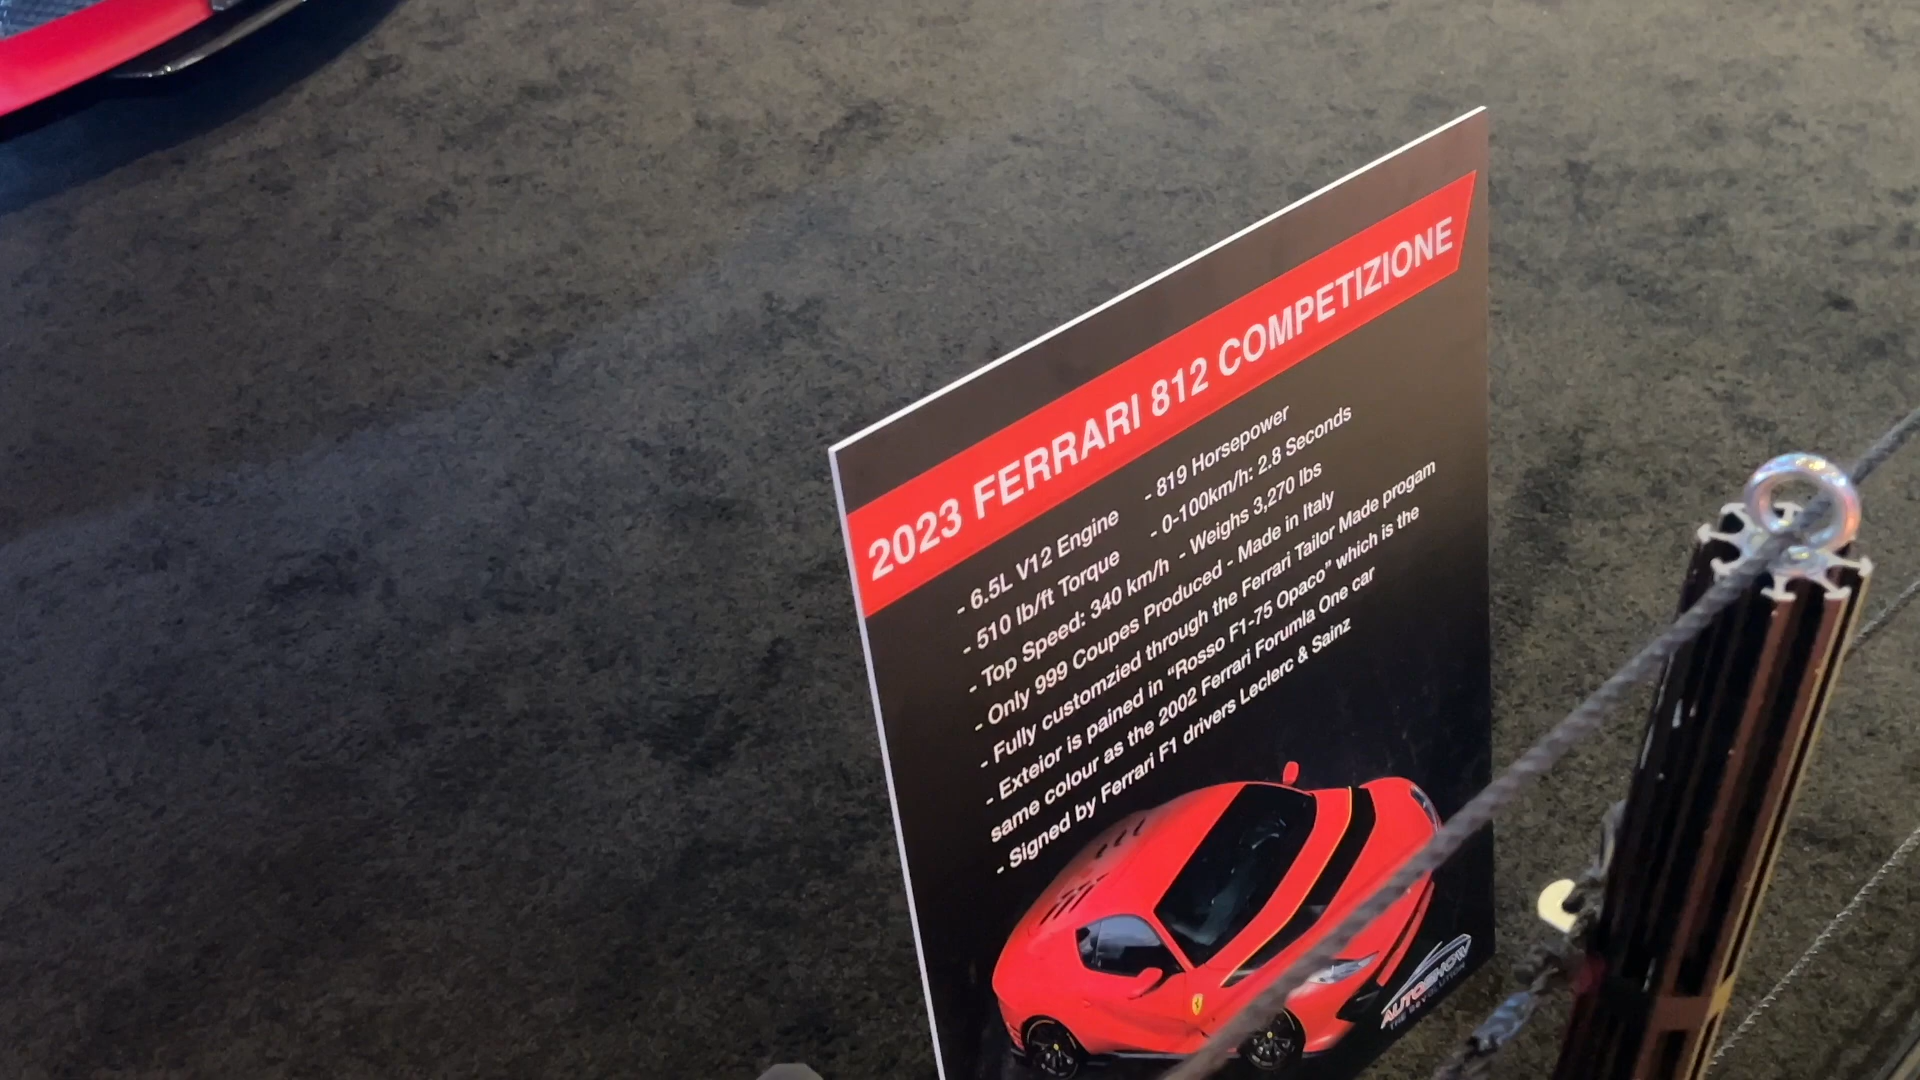 2023 FERRARI 812 COMPETIZIONE
- 6.5L V12 Engine - 819 Horsepower
- 510 lb/ft Torque - 0-100km/h: 2.8 Seconds
- Top Speed: 340 km/h - Weighs 3,270 lbs
- Only 999 Coupes Produced - Made in Italy
- Fully customzied through the Ferrari Tailor Made progam
- Exteior is pained in “Rosso F1-75 Opaco” which is the
same colour as the 2002 Ferrari Forumla One car
- Signed by Ferrari F1 drivers Leclerc & Sainz
AUTOSHOW
THE REVOLUTION